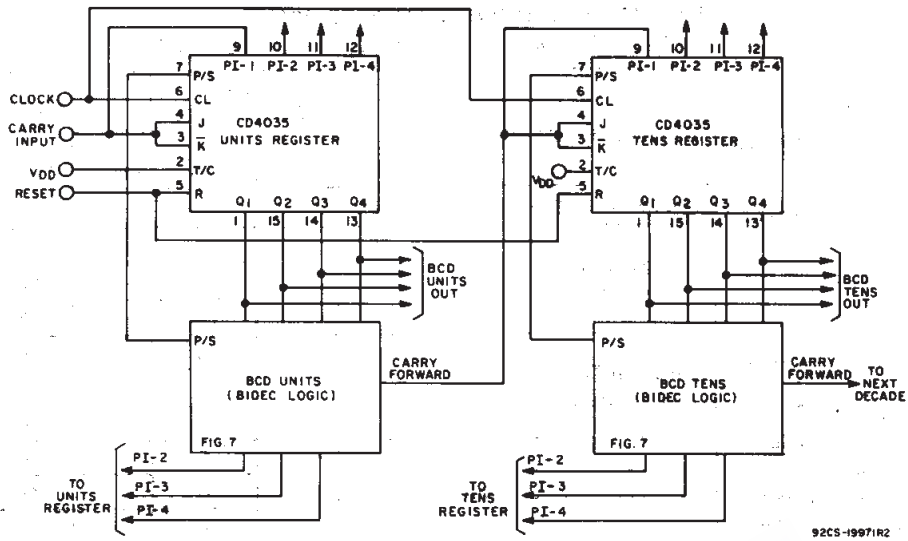 9 10 11 12
PI-1 PI-2 PI-3 PI-4
7 P/S
CLOCK
6 CL
CARRY
INPUT
4 J
3 K̅
CD4035
UNITS REGISTER
VDD
2 T/C
RESET
5 R
Q1 Q2 Q3 Q4
1 15 14 13
BCD
UNITS
OUT
P/S
BCD UNITS
(BIDEC LOGIC)
FIG. 7
CARRY
FORWARD
PI-2
PI-3
PI-4
TO
UNITS
REGISTER
9 10 11 12
PI-1 PI-2 PI-3 PI-4
7 P/S
6 CL
4 J
3 K̅
CD4035
TENS REGISTER
VDD
2 T/C
5 R
Q1 Q2 Q3 Q4
1 15 14 13
BCD
TENS
OUT
P/S
BCD TENS
(BIDEC LOGIC)
FIG. 7
CARRY
FORWARD
TO
NEXT
DECADE
PI-2
PI-3
PI-4
TO
TENS
REGISTER
92CS-19971R2